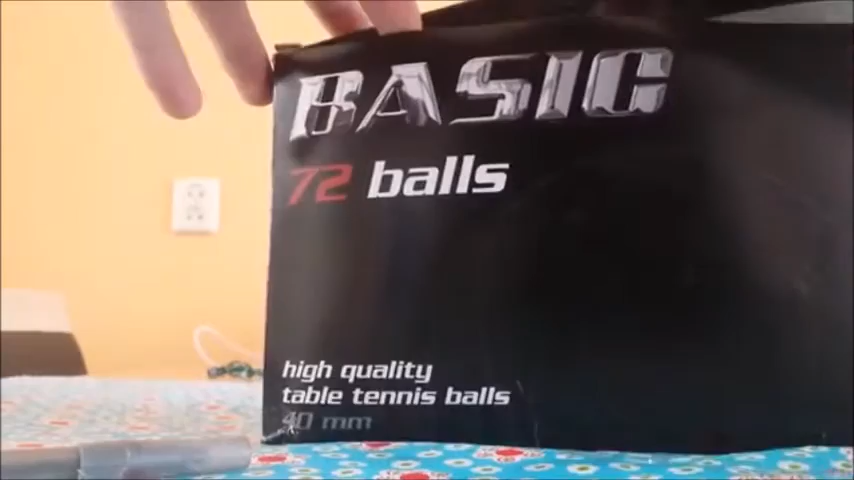 BASIC
72 balls
high quality
table tennis balls
40 mm